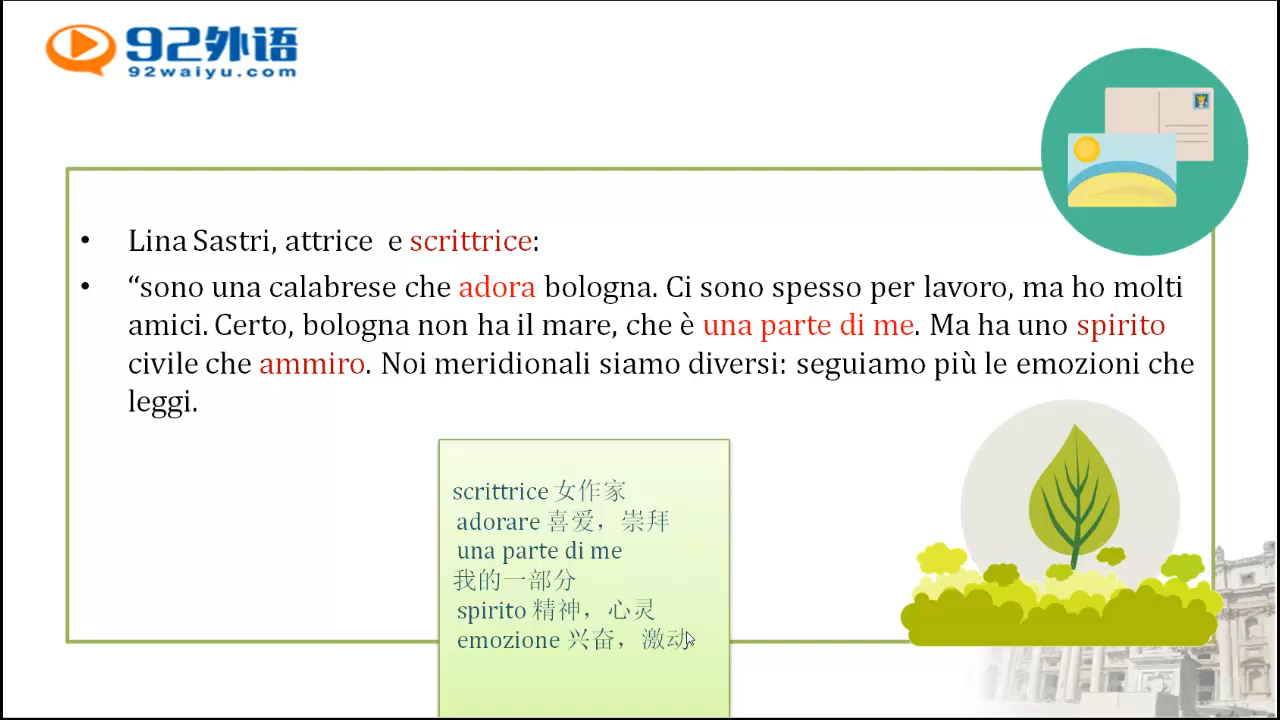 92外语
92waiyu.com
• Lina Sastri, attrice e scrittrice:
• “sono una calabrese che adora bologna. Ci sono spesso per lavoro, ma ho molti
amici. Certo, bologna non ha il mare, che è una parte di me. Ma ha uno spirito
civile che ammiro. Noi meridionali siamo diversi: seguiamo più le emozioni che
leggi.
scrittrice 女作家
adorare 喜爱，崇拜
una parte di me
我的一部分
spirito 精神，心灵
emozione 兴奋，激动